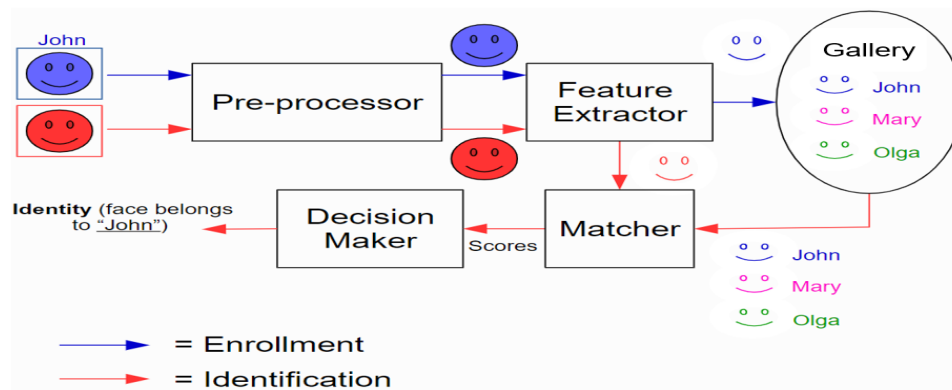 John
Pre-processor
Feature
Extractor
Gallery
John
Mary
Olga
Identity (face belongs
to "John")
Decision
Maker
Scores
Matcher
John
Mary
Olga
= Enrollment
= Identification